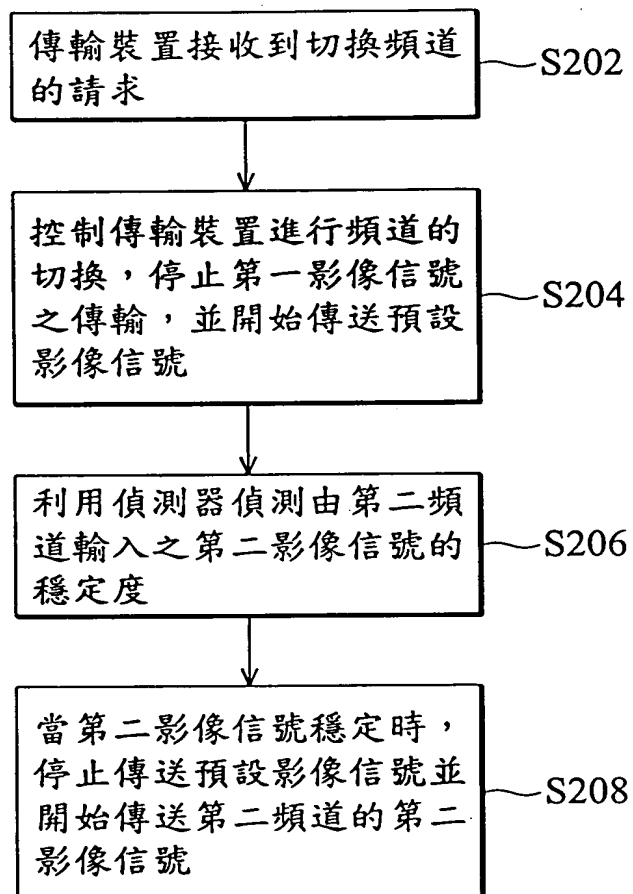 傳輸裝置接收到切換頻道
的請求
S202
控制傳輸裝置進行頻道的
切換,停止第一影像信號
之傳輸,並開始傳送預設
影像信號
S204
利用偵測器偵測由第二頻
道輸入之第二影像信號的
穩定度
S206
當第二影像信號穩定時,
停止傳送預設影像信號並
開始傳送第二頻道的第二
影像信號
S208